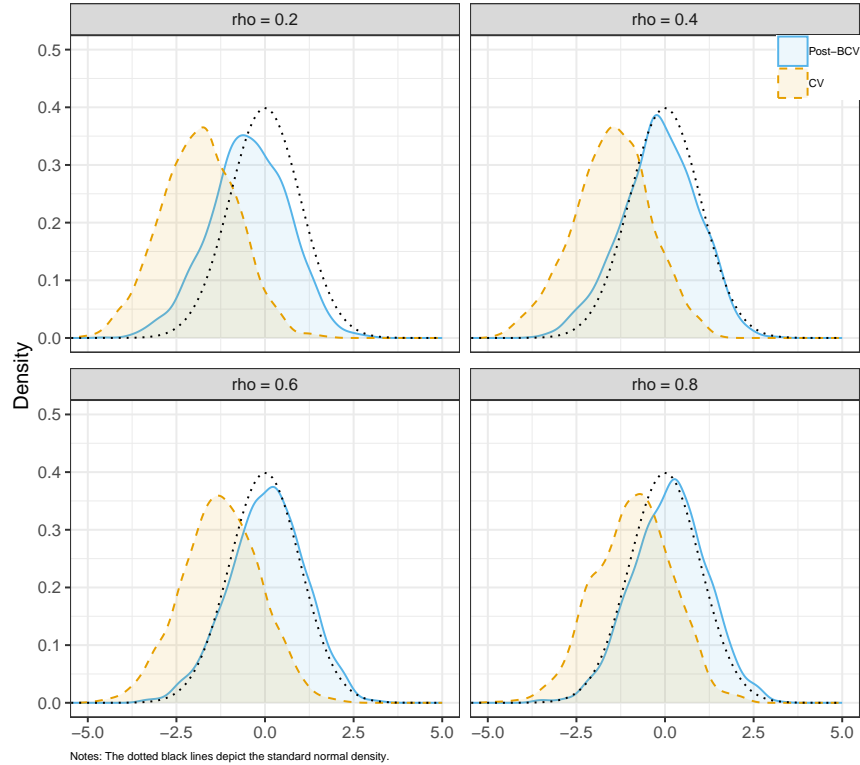 rho = 0.2
rho = 0.4
Post−BCV
CV
0.5
0.4
0.3
0.2
0.1
0.0
Density
rho = 0.6
rho = 0.8
0.5
0.4
0.3
0.2
0.1
0.0
−5.0 −2.5 0.0 2.5 5.0 −5.0 −2.5 0.0 2.5 5.0
Notes: The dotted black lines depict the standard normal density.